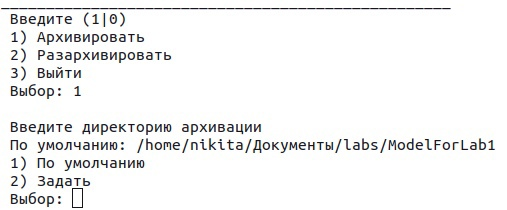 Введите (1|0)
1) Архивировать
2) Разархивировать
3) Выйти
Выбор: 1
Введите директорию архивации
По умолчанию: /home/nikita/Документы/labs/ModelForLab1
1) По умолчанию
2) Задать
Выбор: